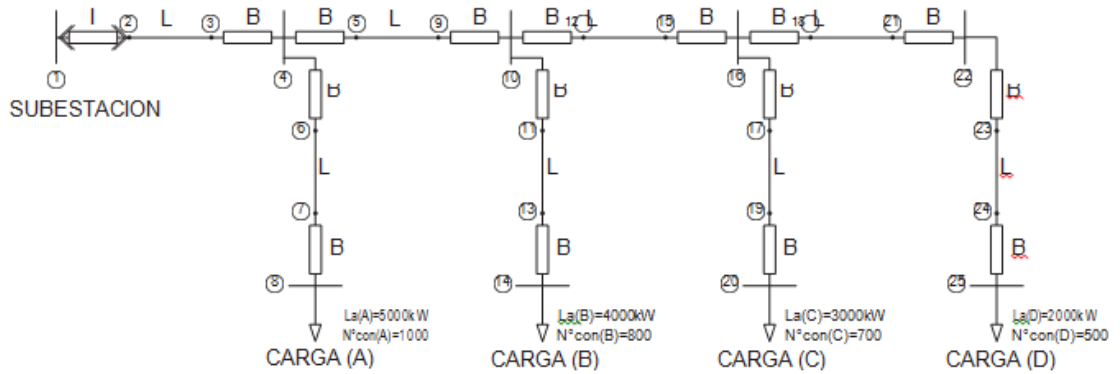 I L B B L B B L B B L B
2 3 5 9 12 15 18 21
1 4 10 16 22
SUBESTACION
B B B B
6 11 17 23
L L L L
7 13 19 24
B B B B
8 14 20 25
La(A)=5000kW
N°con(A)=1000
CARGA (A)
La(B)=4000kW
N°con(B)=800
CARGA (B)
La(C)=3000kW
N°con(C)=700
CARGA (C)
La(D)=2000kW
N°con(D)=500
CARGA (D)